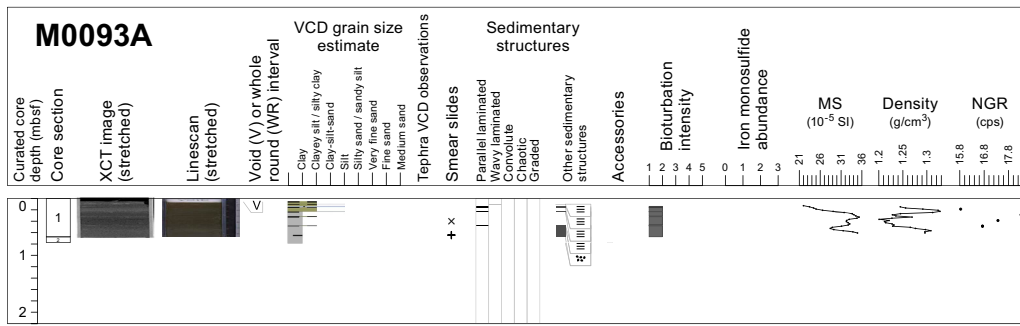 M0093A
Curated core
depth (mbsf)
Core section
XCT image
(stretched)
Linescan
(stretched)
Void (V) or whole
round (WR) interval
VCD grain size
estimate
Clay
Clayey silt / silty clay
Clay-silt-sand
Silt
Silty sand / sandy silt
Very fine sand
Fine sand
Medium sand
Tephra VCD observations
Smear slides
Sedimentary
structures
Parallel laminated
Wavy laminated
Convolute
Chaotic
Graded
Other sedimentary
structures
Accessories
Bioturbation
intensity
1 2 3 4 5
Iron monosulfide
abundance
0 1 2 3
MS
(10⁻⁵ SI)
21 26 31 36
Density
(g/cm³)
1.2 1.25 1.3
NGR
(cps)
15.8 16.8 17.8
0
1
2
1
2
V